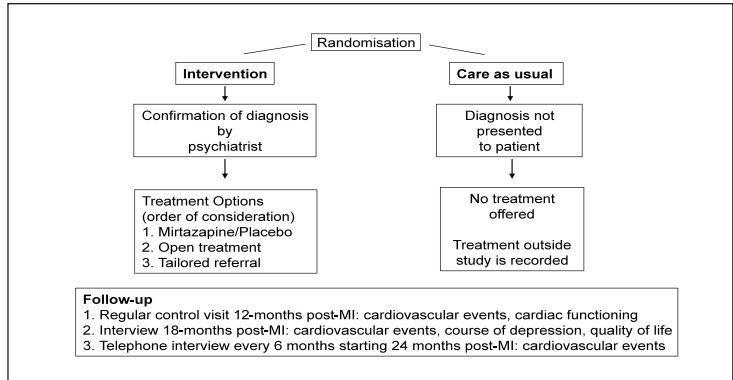 Randomisation
Intervention
Care as usual
Confirmation of diagnosis
by
psychiatrist
Diagnosis not
presented
to patient
Treatment Options
(order of consideration)
1. Mirtazapine/Placebo
2. Open treatment
3. Tailored referral
No treatment
offered
Treatment outside
study is recorded
Follow-up
1. Regular control visit 12-months post-MI: cardiovascular events, cardiac functioning
2. Interview 18-months post-MI: cardiovascular events, course of depression, quality of life
3. Telephone interview every 6 months starting 24 months post-MI: cardiovascular events